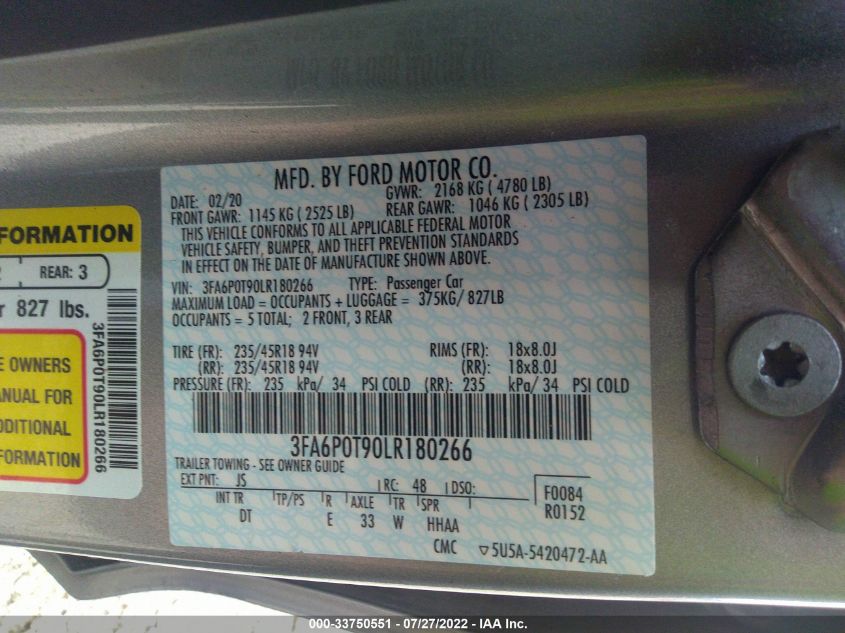 MFD. BY FORD MOTOR CO.
DATE: 02/20 GVWR: 2168 KG ( 4780 LB)
FRONT GAWR: 1145 KG ( 2525 LB) REAR GAWR: 1046 KG ( 2305 LB)
THIS VEHICLE CONFORMS TO ALL APPLICABLE FEDERAL MOTOR
VEHICLE SAFETY, BUMPER, AND THEFT PREVENTION STANDARDS
IN EFFECT ON THE DATE OF MANUFACTURE SHOWN ABOVE.
VIN: 3FA6P0T90LR180266 TYPE: Passenger Car
MAXIMUM LOAD = OCCUPANTS + LUGGAGE = 375KG/ 827LB
OCCUPANTS = 5 TOTAL; 2 FRONT, 3 REAR
TIRE (FR): 235/45R18 94V RIMS (FR): 18x8.0J
(RR): 235/45R18 94V (RR): 18x8.0J
PRESSURE (FR): 235 kPa/ 34 PSI COLD (RR): 235 kPa/ 34 PSI COLD
3FA6P0T90LR180266
TRAILER TOWING - SEE OWNER GUIDE
EXT PNT: JS RC: 48 DSO:
INT TR TP/PS R AXLE TR SPR
DT E 33 W HHAA
F0084
R0152
CMC ▽5U5A-5420472-AA
FORMATION
REAR: 3
r 827 lbs.
E OWNERS
ANUAL FOR
DDITIONAL
FORMATION
3FA6P0T90LR180266
000-33750551 - 07/27/2022 - © IAA Inc.